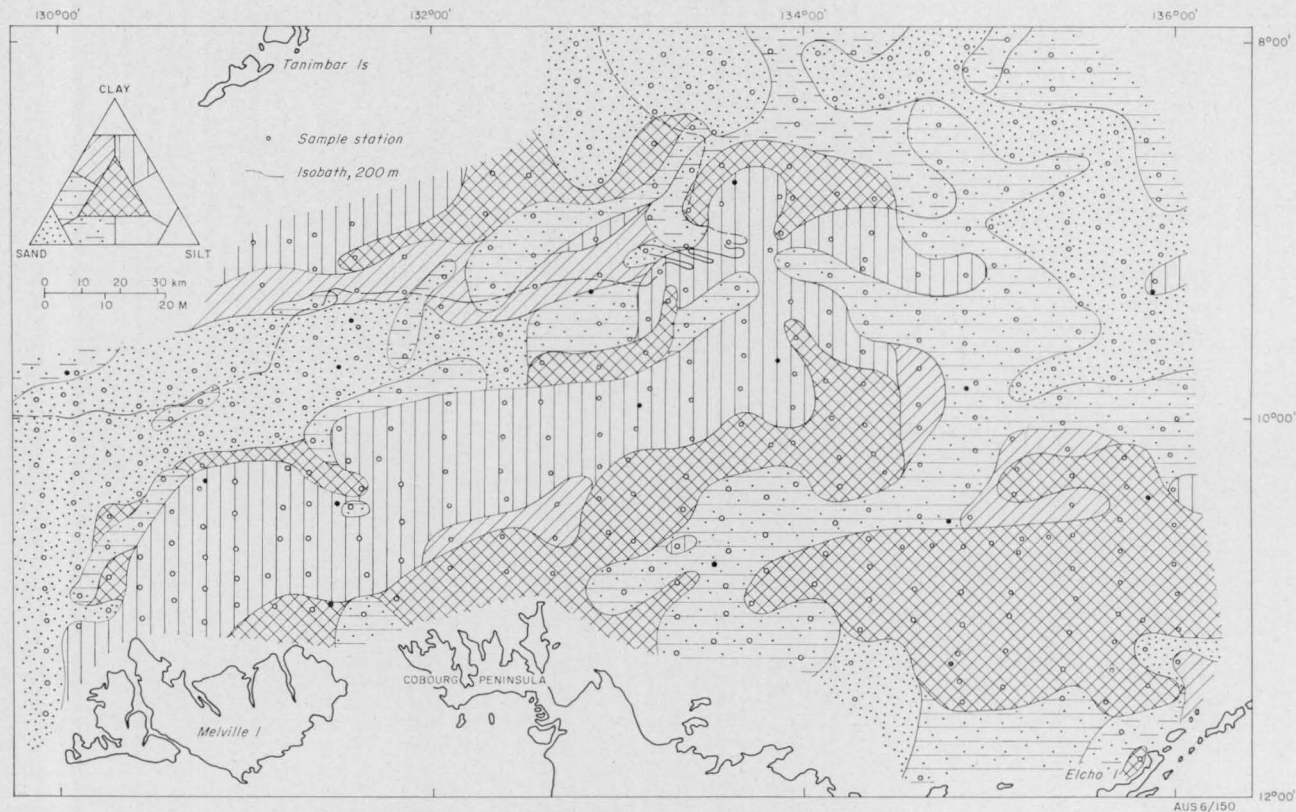 130°00' 132°00' 134°00' 136°00'
8°00'
Tanimbar Is
CLAY
Sample station
Isobath, 200 m
SAND SILT
0 10 20 30 km
0 10 20 M
10°00'
COBOURG PENINSULA
Melville I
Elcho I
12°00'
AUS 6/150